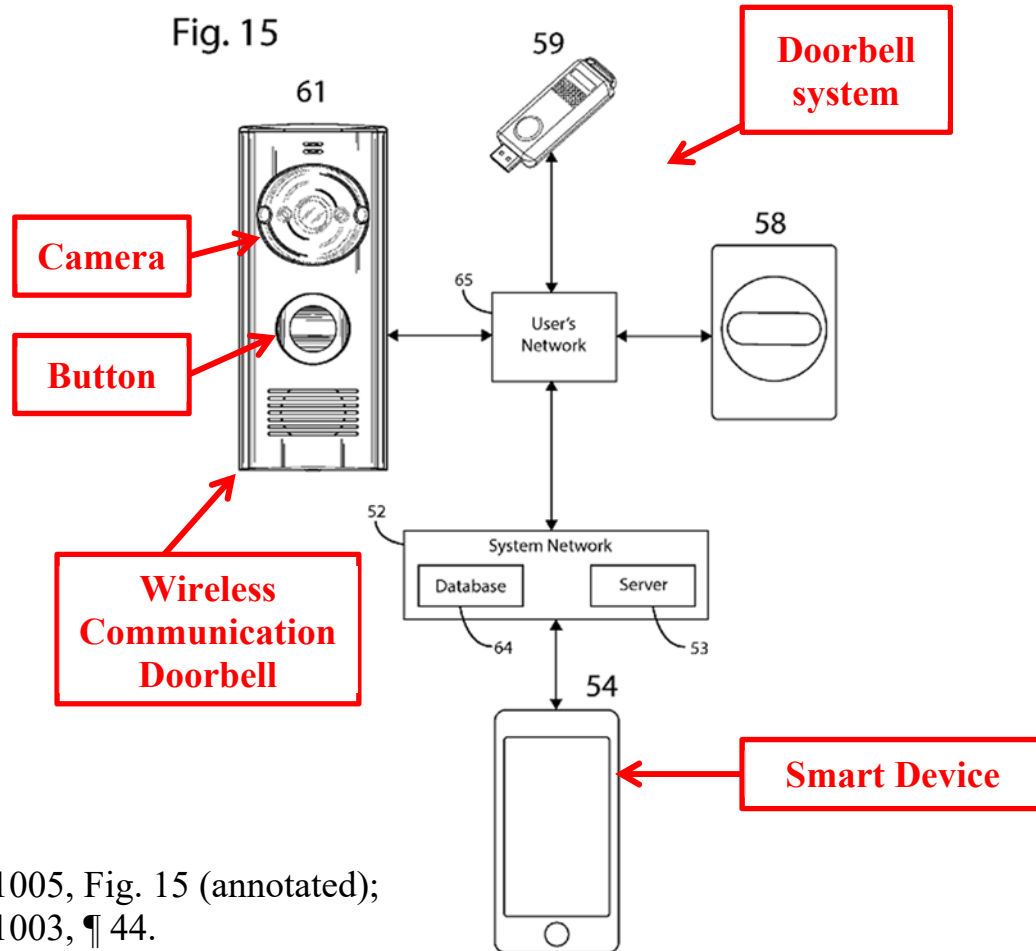 Fig. 15
59
Doorbell
system
61
58
Camera
65
User's
Network
Button
52
System Network
Database
Server
64
53
Wireless
Communication
Doorbell
54
Smart Device
1005, Fig. 15 (annotated);
1003, ¶ 44.